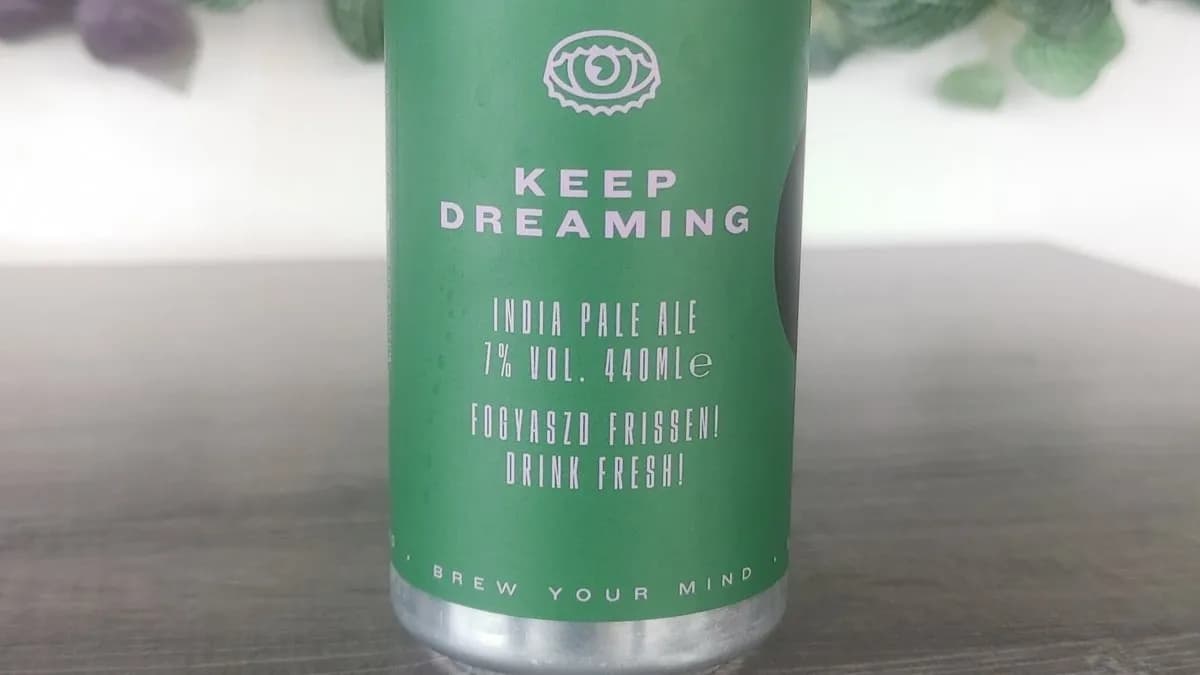 KEEP
DREAMING
INDIA PALE ALE
7% VOL. 440ML℮
FOGYASZD FRISSEN!
DRINK FRESH!
· BREW YOUR MIND ·